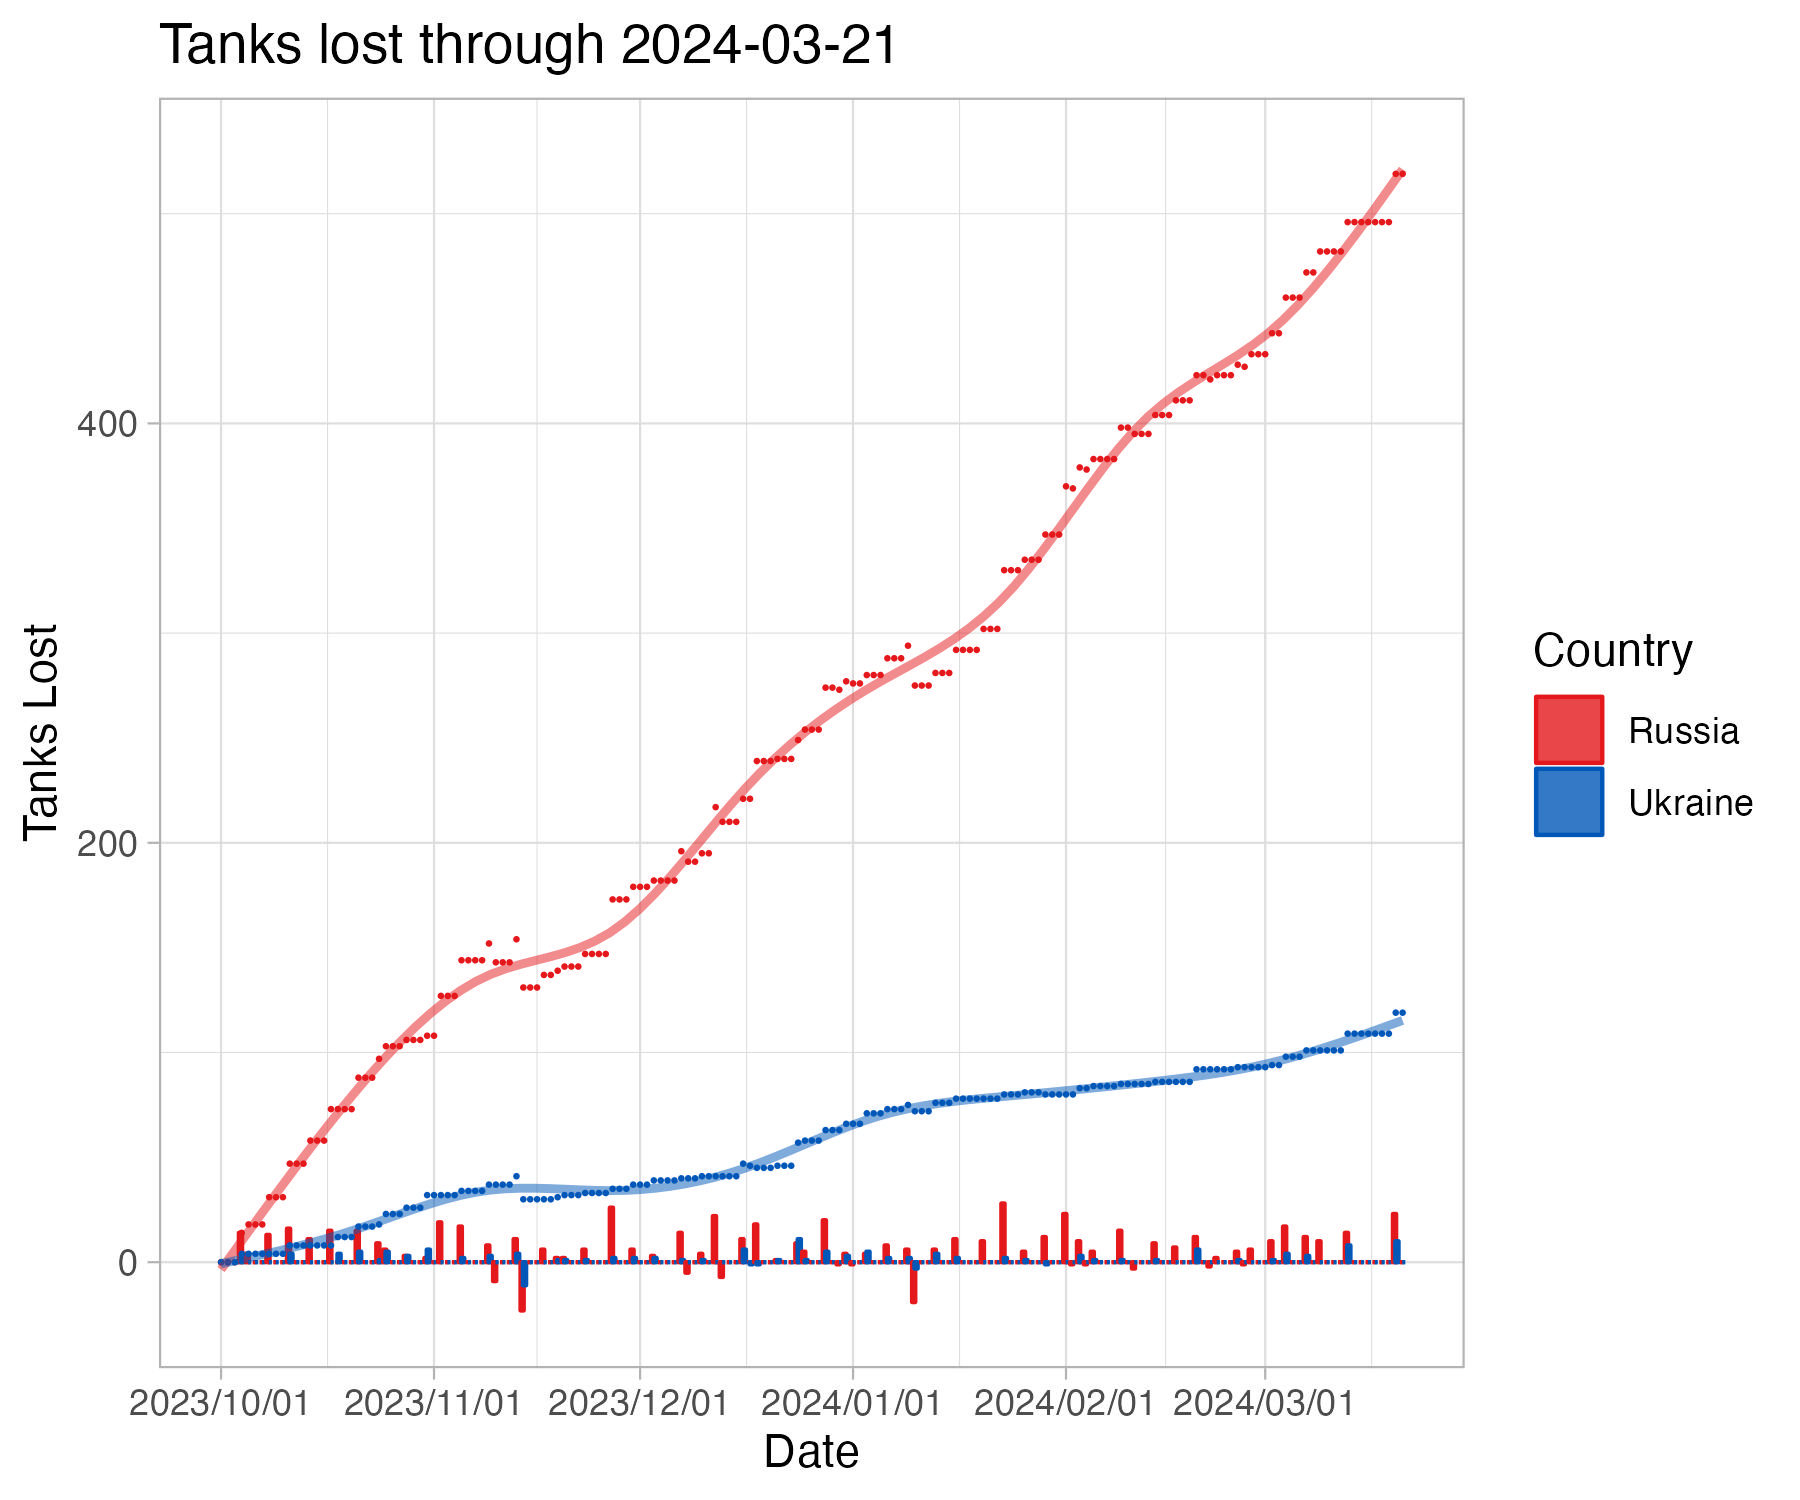 Tanks lost through 2024-03-21
Tanks Lost
400
200
0
2023/10/01 2023/11/01 2023/12/01 2024/01/01 2024/02/01 2024/03/01
Date
Country
Russia
Ukraine